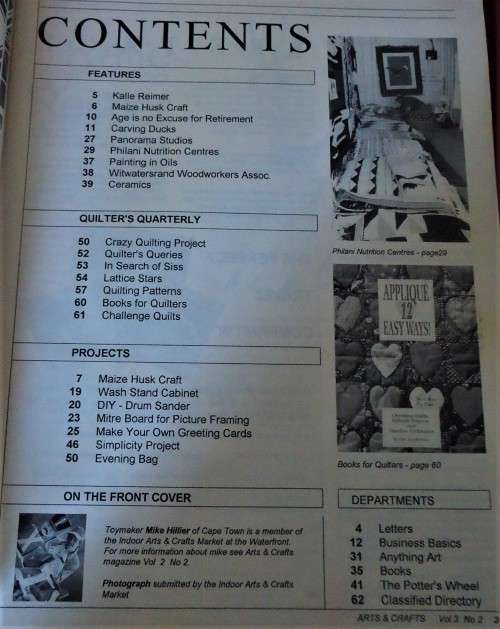 CONTENTS
FEATURES
5 Kalle Reimer
6 Maize Husk Craft
10 Age is no Excuse for Retirement
11 Carving Ducks
27 Panorama Studios
29 Philani Nutrition Centres
37 Painting in Oils
38 Witwatersrand Woodworkers Assoc.
39 Ceramics
QUILTER'S QUARTERLY
50 Crazy Quilting Project
52 Quilter's Queries
53 In Search of Siss
54 Lattice Stars
57 Quilting Patterns
60 Books for Quilters
61 Challenge Quilts
PROJECTS
7 Maize Husk Craft
19 Wash Stand Cabinet
20 DIY - Drum Sander
23 Mitre Board for Picture Framing
25 Make Your Own Greeting Cards
46 Simplicity Project
50 Evening Bag
ON THE FRONT COVER
Toymaker Mike Hillier of Cape Town is a member of
the Indoor Arts & Crafts Market at the Waterfront.
For more information about mike see Arts & Crafts
magazine Vol 2 No 2.
Photograph submitted by the Indoor Arts & Crafts
Market
Philani Nutrition Centres - page29
APPLIQUÉ
12
EASY WAYS!
Books for Quilters - page 60
DEPARTMENTS
4 Letters
12 Business Basics
31 Anything Art
35 Books
41 The Potter's Wheel
62 Classified Directory
ARTS & CRAFTS Vol 3 No 2 3